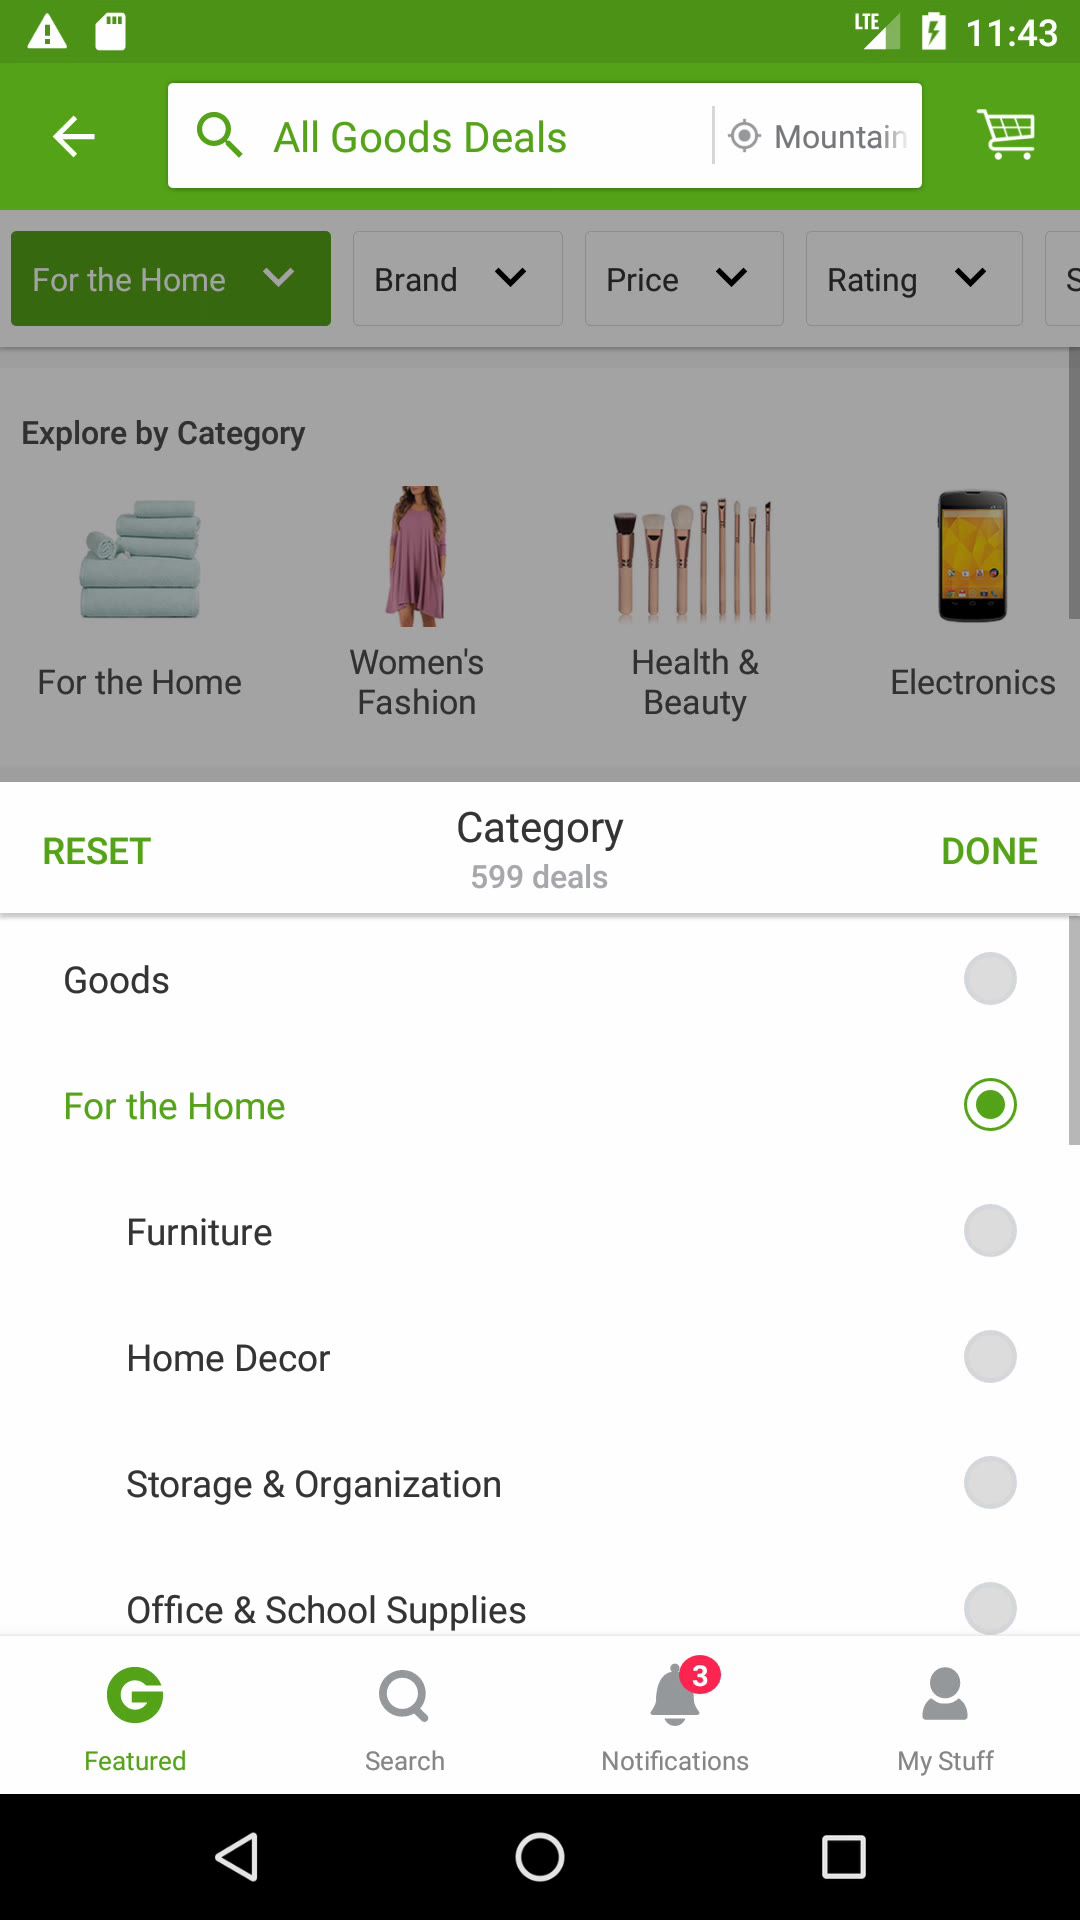 LTE 11:43
All Goods Deals Mountain
For the Home Brand Price Rating S
Explore by Category
For the Home
Women's
Fashion
Health &
Beauty
Electronics
RESET Category DONE
599 deals
Goods
For the Home
Furniture
Home Decor
Storage & Organization
Office & School Supplies
3
Featured Search Notifications My Stuff